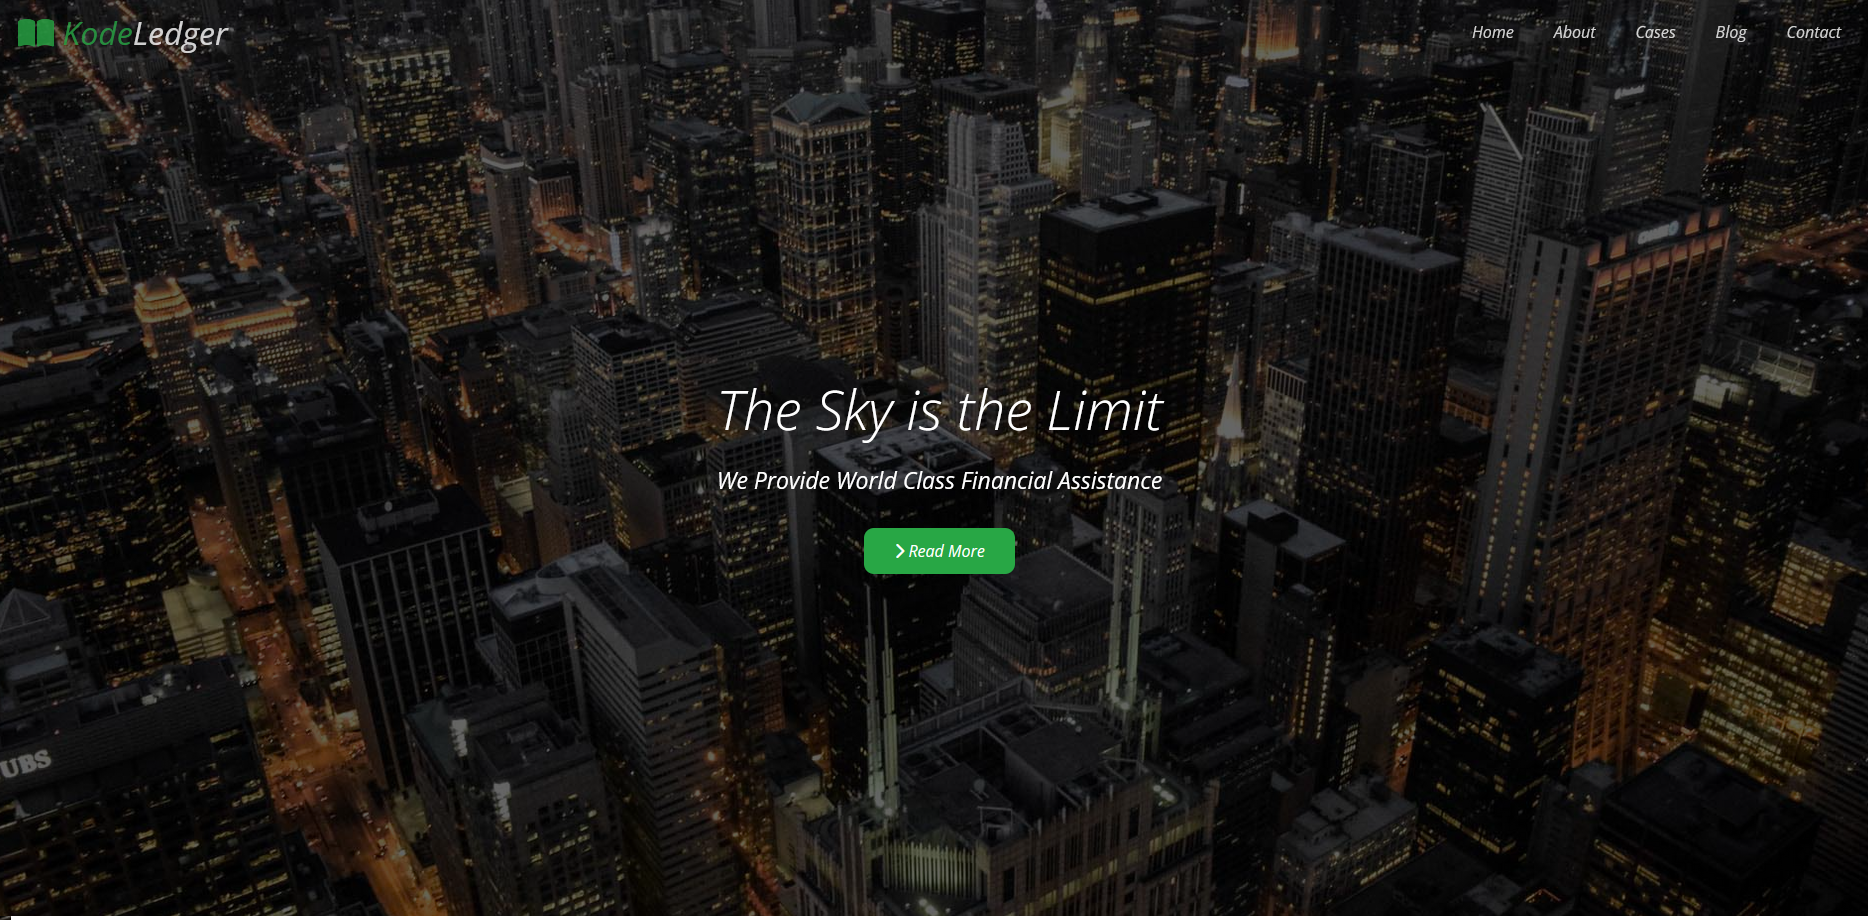 KodeLedger
Home About Cases Blog Contact
The Sky is the Limit
We Provide World Class Financial Assistance
Read More
UBS